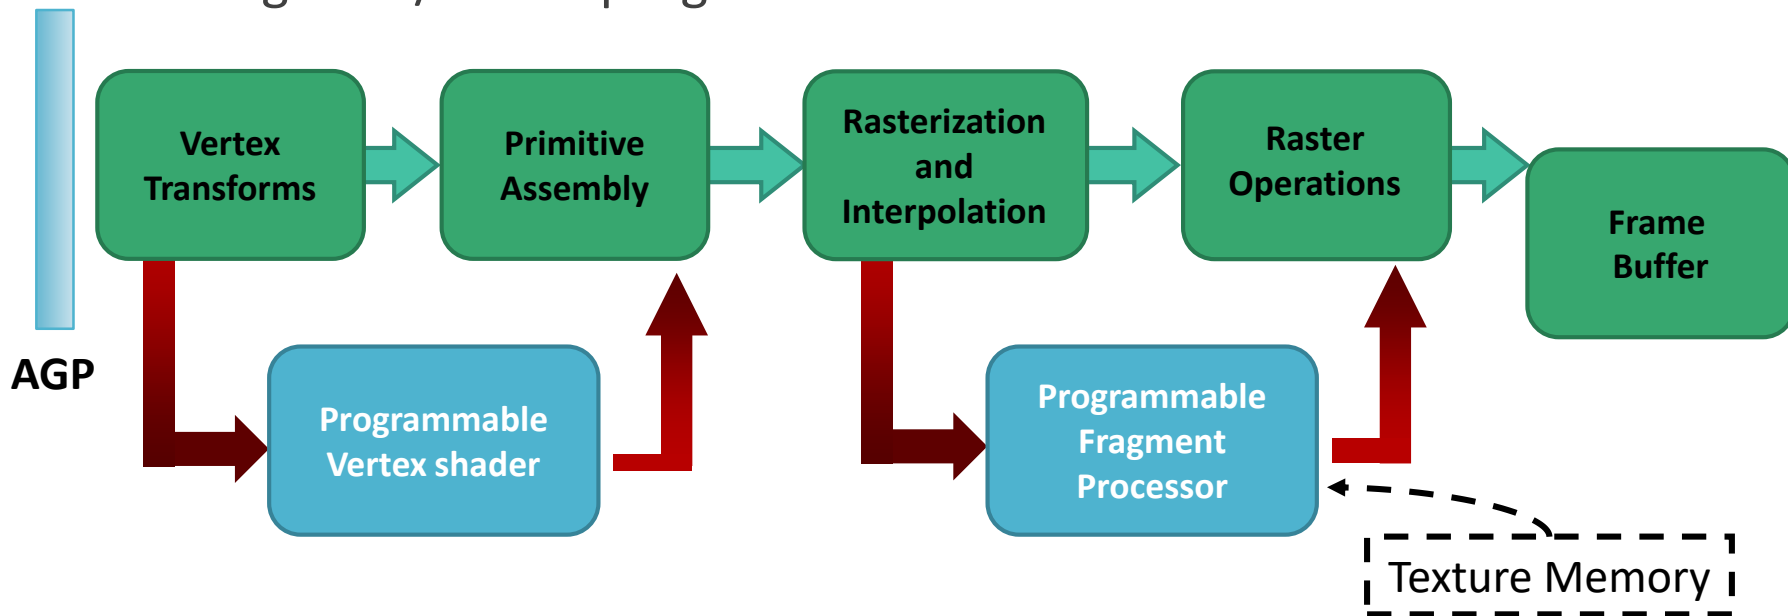 Vertex
Transforms
Primitive
Assembly
Rasterization
and
Interpolation
Raster
Operations
Frame
Buffer
AGP
Programmable
Vertex shader
Programmable
Fragment
Processor
Texture Memory